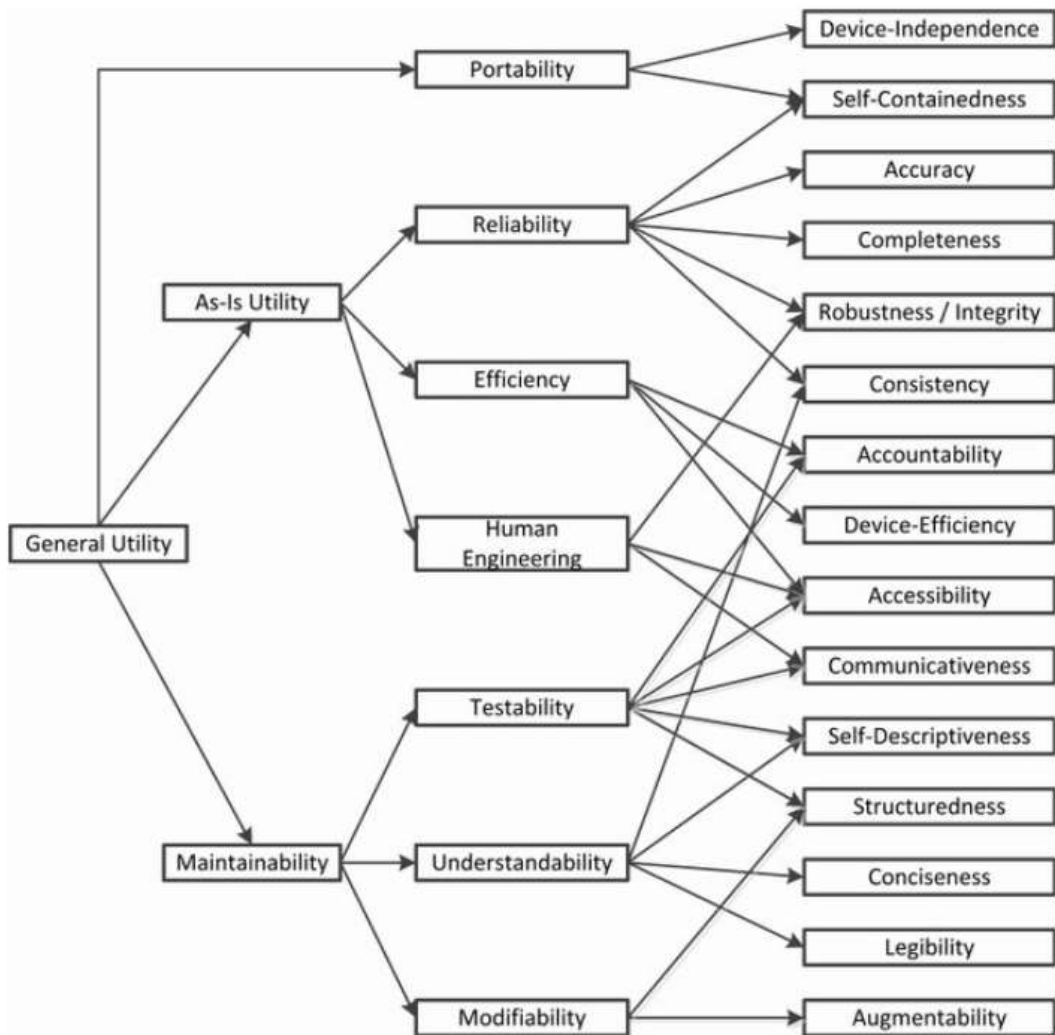 Device-Independence
Portability
Self-Containedness
Accuracy
Reliability
Completeness
As-Is Utility
Robustness / Integrity
Efficiency
Consistency
Accountability
Device-Efficiency
General Utility
Human
Engineering
Accessibility
Communicativeness
Testability
Self-Descriptiveness
Structuredness
Maintainability
Understandability
Conciseness
Legibility
Modifiability
Augmentability